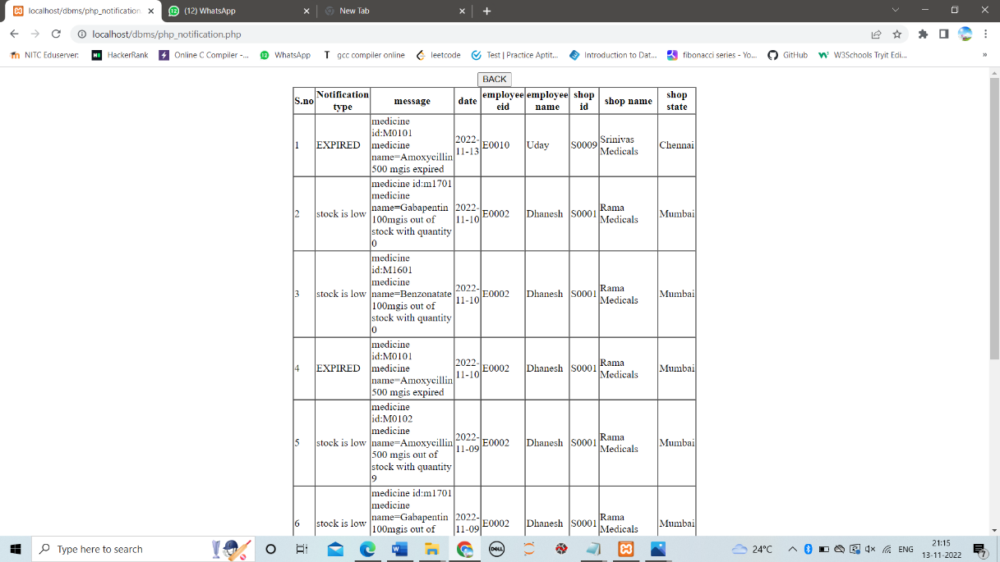 localhost/dbms/php_notification.
(12) WhatsApp
New Tab
localhost/dbms/php_notification.php
NITC Eduserver:
HackerRank
Online C Compiler -...
WhatsApp
gcc compiler online
leetcode
Test | Practice Aptit...
Introduction to Dat...
fibonacci series - Yo...
GitHub
W3Schools Tryit Edi...
»
BACK
S.no
Notification
type
message
date
employee
eid
employee
name
shop
id
shop name
shop
state
1
EXPIRED
medicine
id:M0101
medicine
name=Amoxycillin
500 mgis expired
2022-
11-13
E0010
Uday
S0009
Srinivas
Medicals
Chennai
2
stock is low
medicine id:m1701
medicine
name=Gabapentin
100mgis out of
stock with quantity
0
2022-
11-10
E0002
Dhanesh
S0001
Rama
Medicals
Mumbai
3
stock is low
medicine
id:M1601
medicine
name=Benzonatate
100mgis out of
stock with quantity
0
2022-
11-10
E0002
Dhanesh
S0001
Rama
Medicals
Mumbai
4
EXPIRED
medicine
id:M0101
medicine
name=Amoxycillin
500 mgis expired
2022-
11-10
E0002
Dhanesh
S0001
Rama
Medicals
Mumbai
5
stock is low
medicine
id:M0102
medicine
name=Amoxycillin
500 mgis out of
stock with quantity
9
2022-
11-09
E0002
Dhanesh
S0001
Rama
Medicals
Mumbai
6
stock is low
medicine id:m1701
medicine
name=Gabapentin
100mgis out of
2022-
11-09
E0002
Dhanesh
S0001
Rama
Medicals
Mumbai
Type here to search
DELL
24°C
ENG
21:15
13-11-2022
7